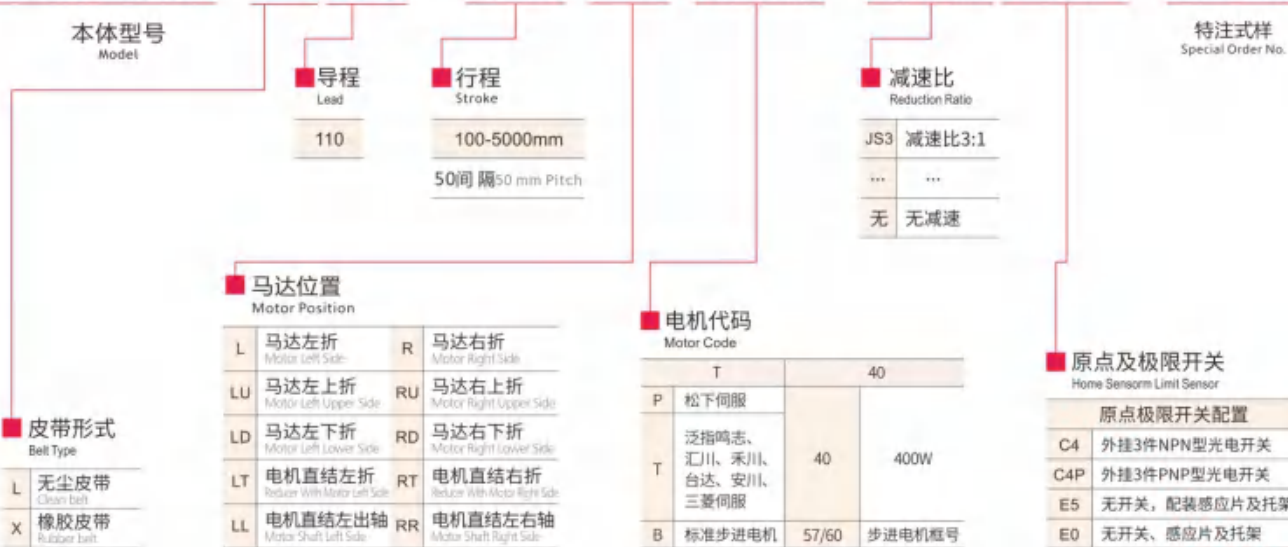 本体型号
Model
特注式样
Special Order No.
导程
Lead
110
行程
Stroke
100-5000mm
50间 隔50 mm Pitch
减速比
Reduction Ratio
JS3 减速比3:1
... ...
无 无减速
马达位置
Motor Position
L 马达左折 R 马达右折
Motor Left Side Motor Right Side
LU 马达左上折 RU 马达右上折
Motor Left Upper Side Motor Right Upper Side
LD 马达左下折 RD 马达右下折
Motor Left Lower Side Motor Right Lower Side
LT 电机直结左折 RT 电机直结右折
Reducer With Motor Left Side Reducer With Motor Right Side
LL 电机直结左出轴 RR 电机直结左右轴
Motor Shaft Left Side Motor Shaft Right Side
电机代码
Motor Code
T 40
P 松下伺服
T 泛指鸣志、
汇川、禾川、
台达、安川、
三菱伺服
40 400W
B 标准步进电机 57/60 步进电机框号
原点及极限开关
Home Sensorm Limit Sensor
原点极限开关配置
C4 外挂3件NPN型光电开关
C4P 外挂3件PNP型光电开关
E5 无开关，配装感应片及托架
E0 无开关、感应片及托架
皮带形式
Belt Type
L 无尘皮带
Clean belt
X 橡胶皮带
Rubber belt